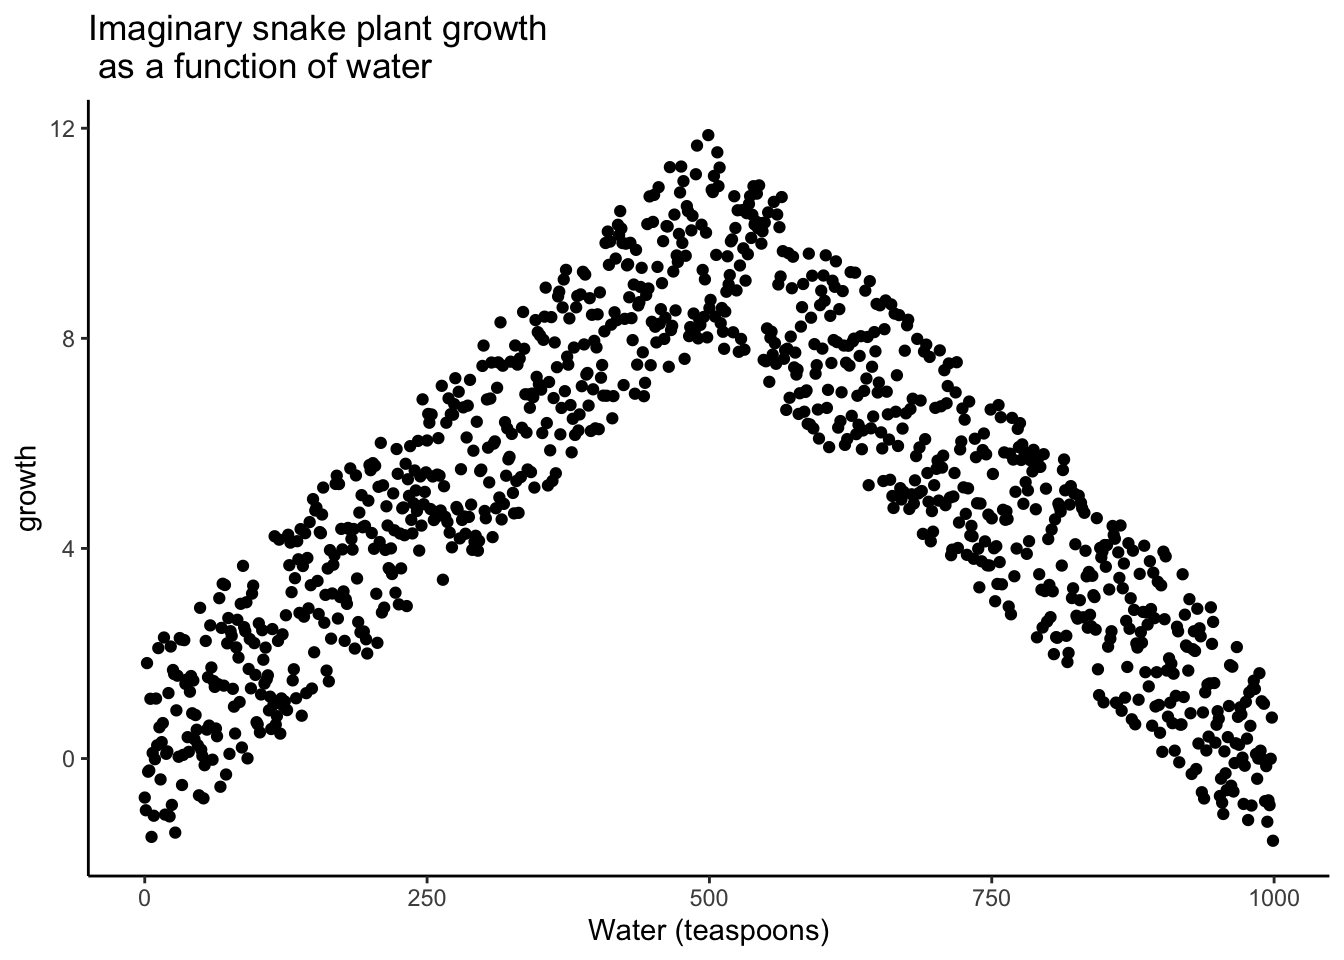 Imaginary snake plant growth
as a function of water
12
8
4
0
growth
0 250 500 750 1000
Water (teaspoons)